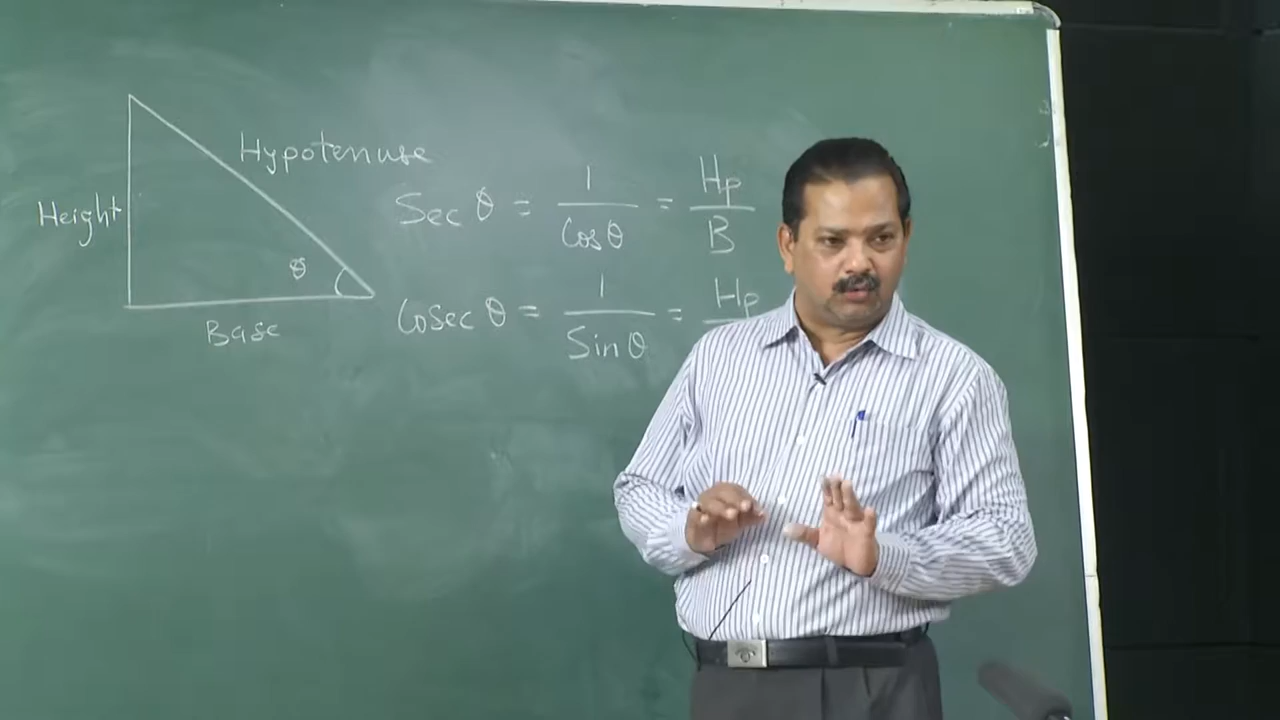 Hypotenuse
Height
θ
Base
Sec θ = 1/Cos θ = Hp/B
Cosec θ = 1/Sin θ = Hp